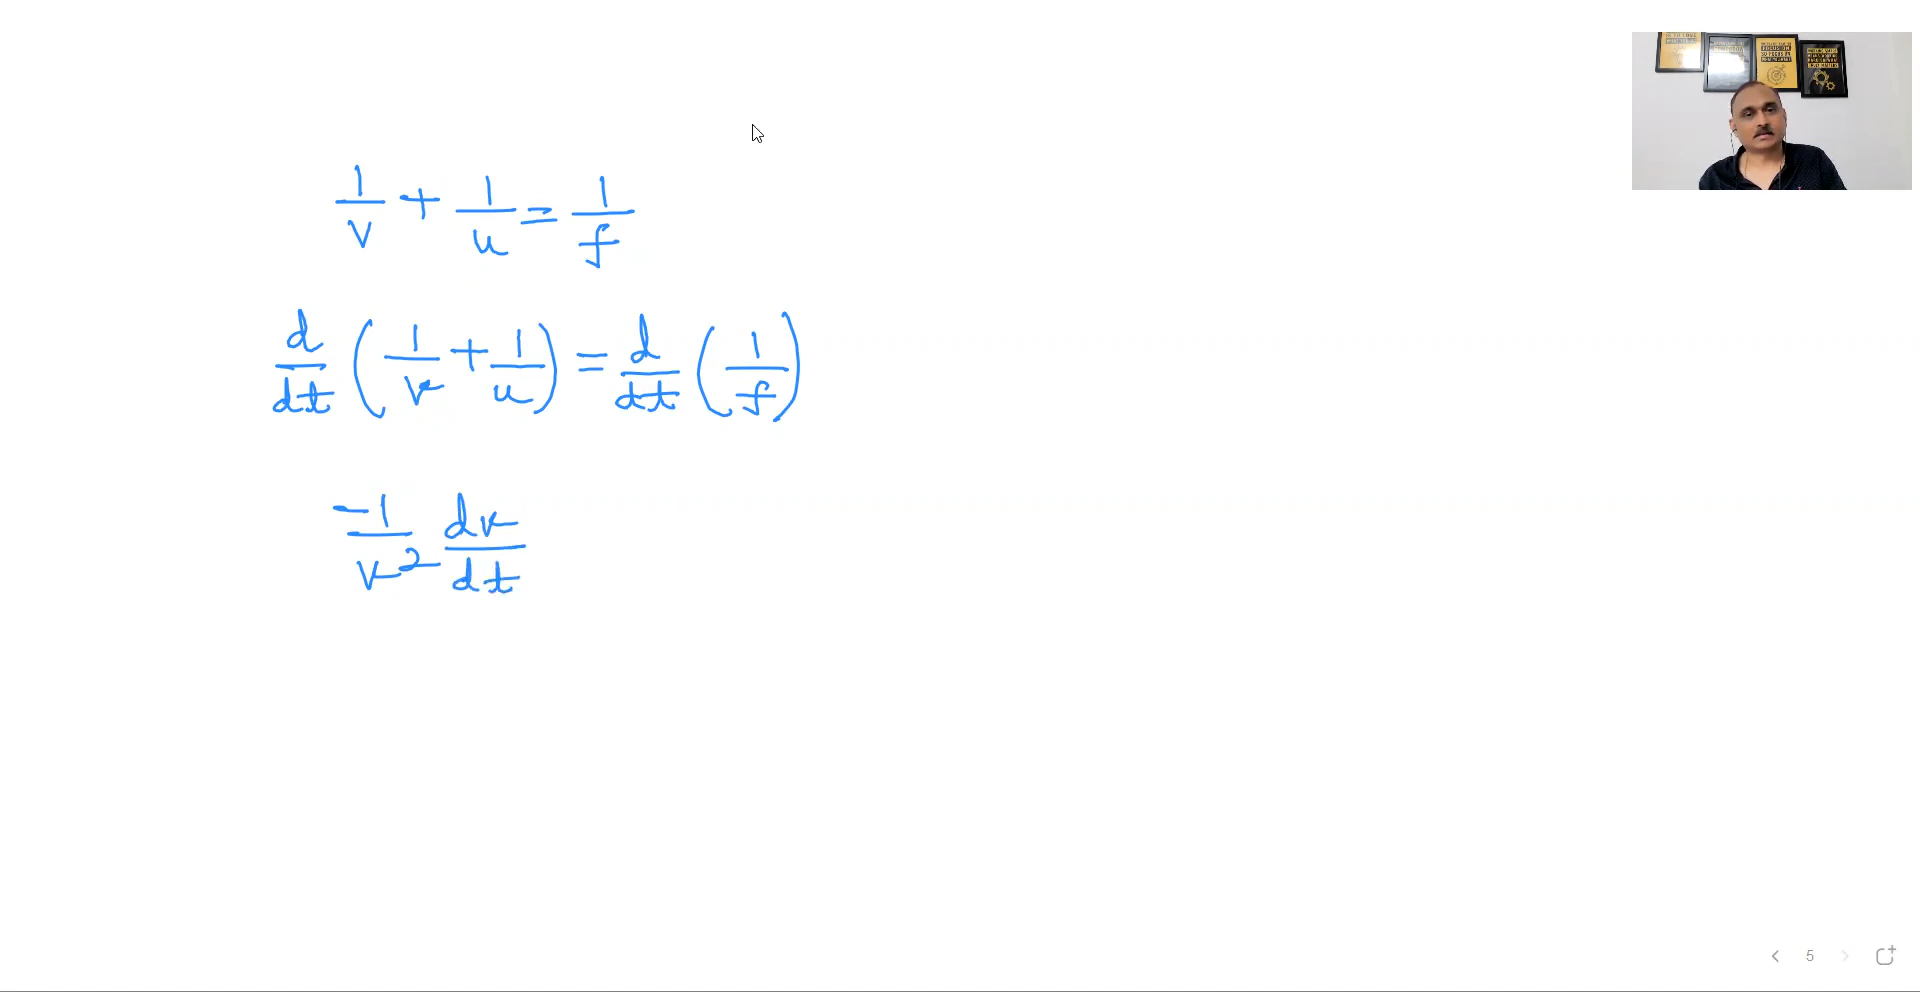 1/v + 1/u = 1/f
d/dt (1/v + 1/u) = d/dt (1/f)
-1/v² dv/dt
5